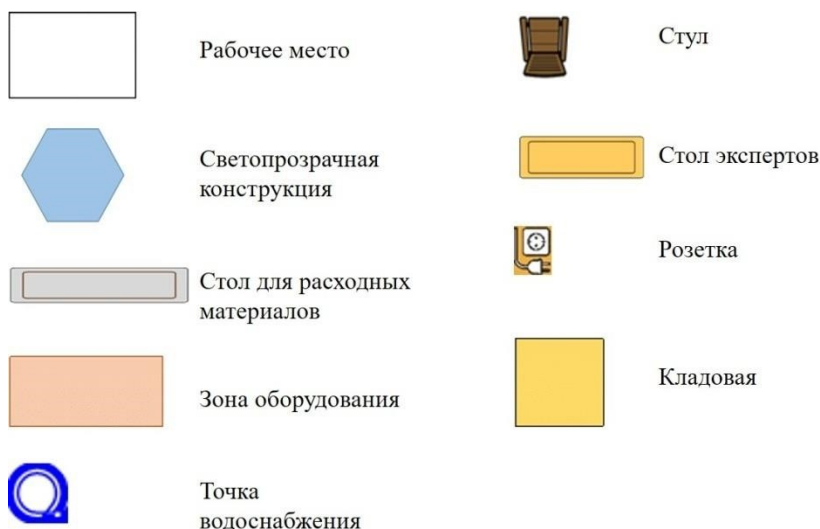 Рабочее место
Светопрозрачная
конструкция
Стол для расходных
материалов
Зона оборудования
Точка
водоснабжения
Стул
Стол экспертов
Розетка
Кладовая